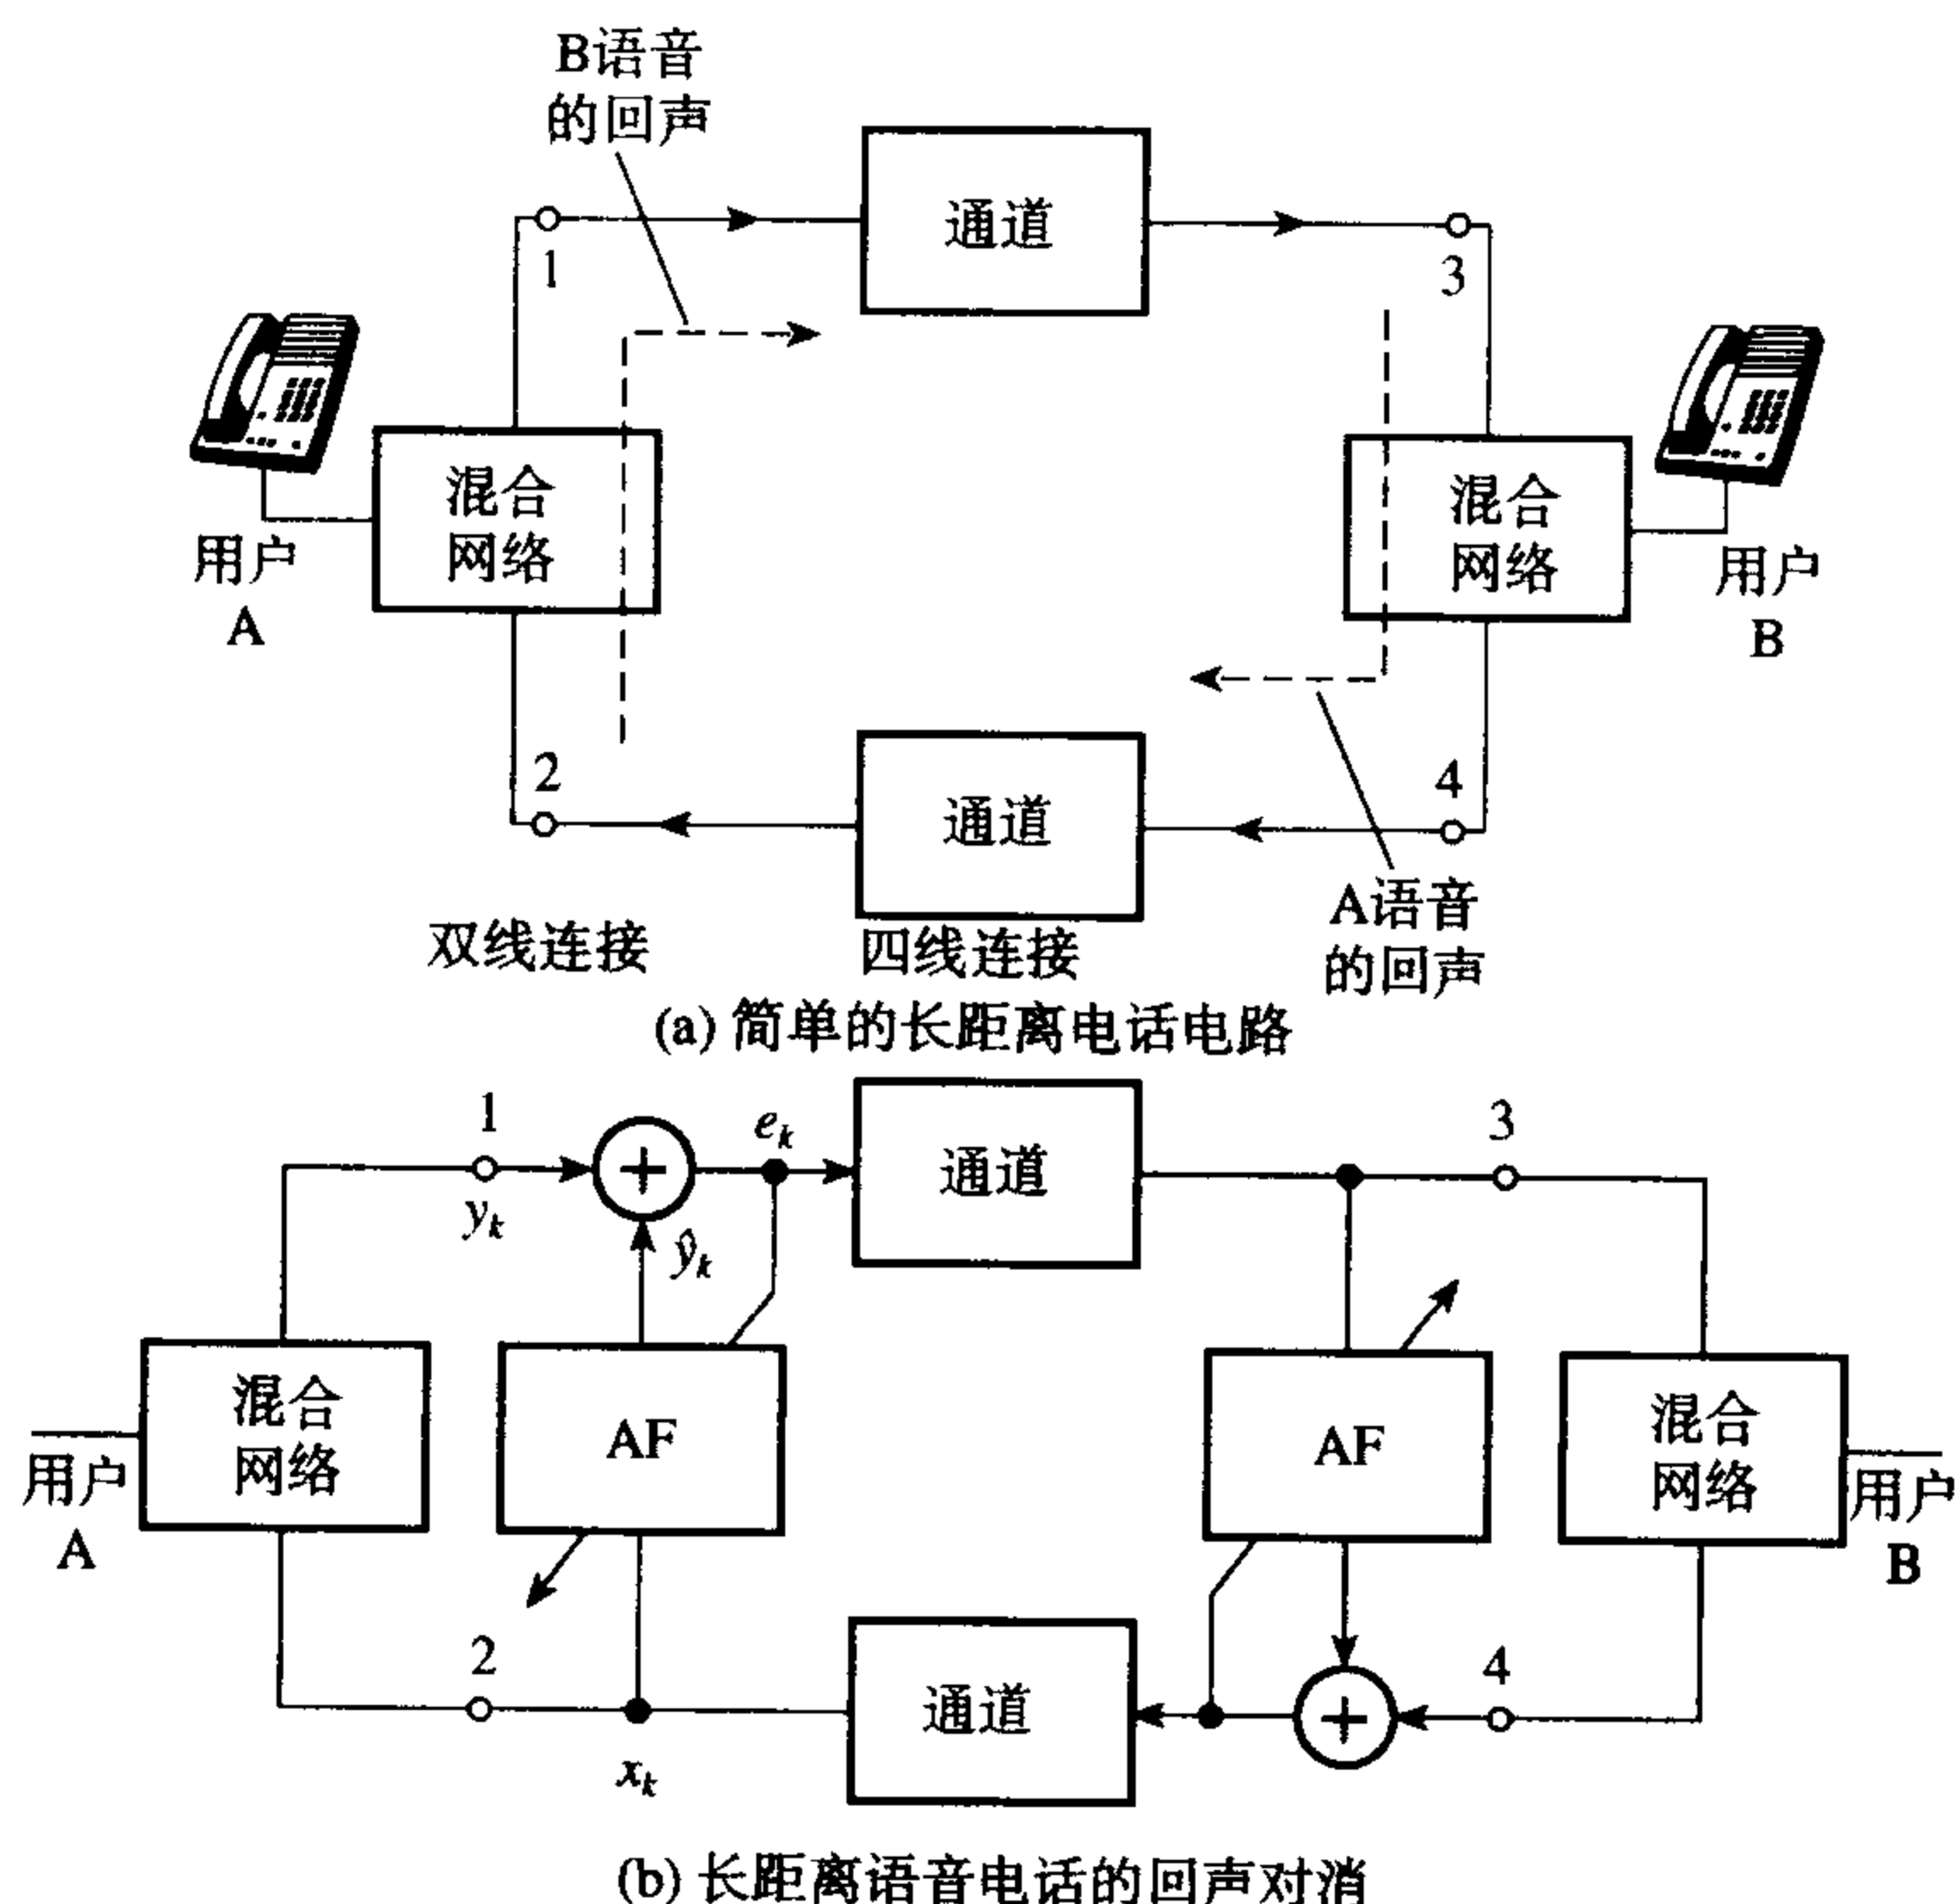 B语音
的回声
通道
1
3
混合
网络
混合
网络
用户
A
用户
B
2
通道
4
A语音
的回声
双线连接
四线连接
(a) 简单的长距离电话电路
1
+
e_k
通道
3
y_k
ŷ_k
混合
网络
AF
AF
混合
网络
用户
A
用户
B
2
x_k
通道
+
4
(b) 长距离语音电话的回声对消